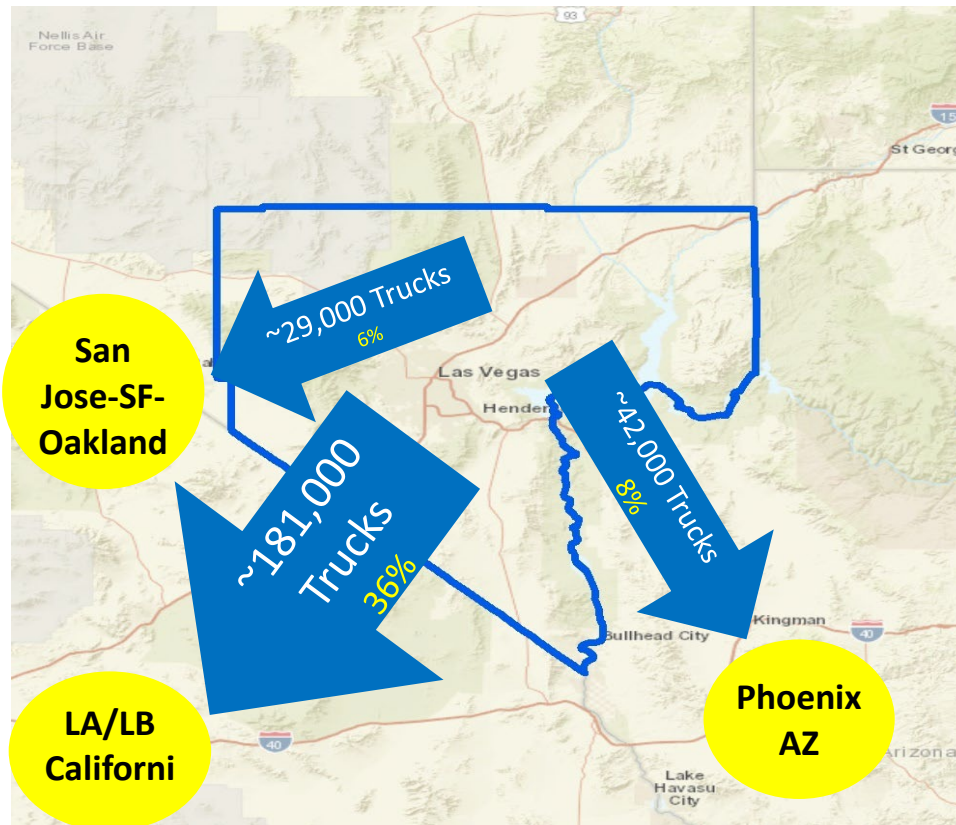 93
Nellis Air
Force Base
15
St Georg
~29,000 Trucks
6%
San
Jose-SF-
Oakland
Las Vegas
Hender
~42,000 Trucks
8%
~181,000
Trucks
36%
Bullhead City
Kingman
40
LA/LB
Californi
40
Phoenix
AZ
Arizona
Lake
Havasu
City